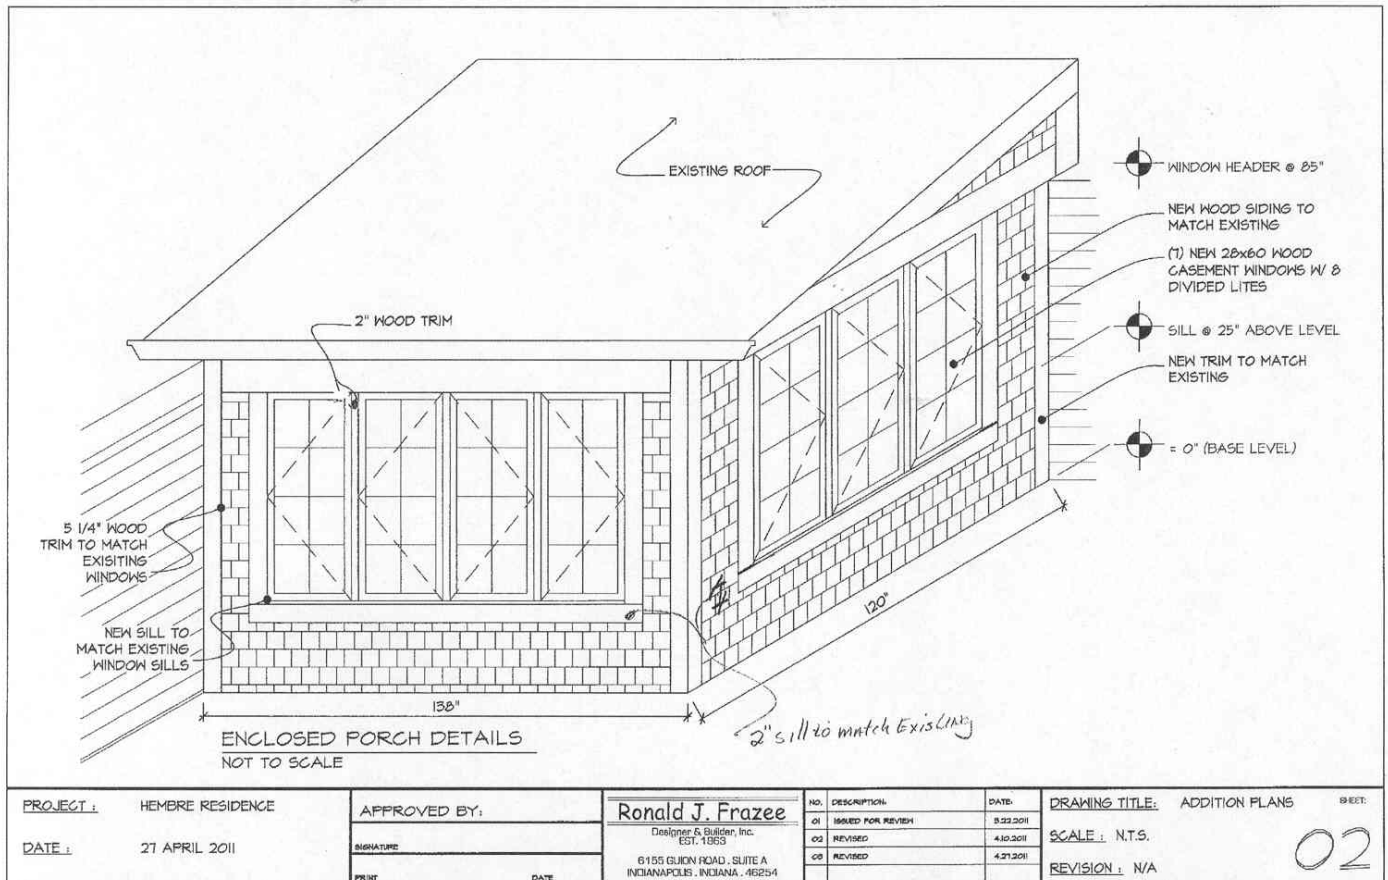 EXISTING ROOF
WINDOW HEADER @ 85"
NEW WOOD SIDING TO
MATCH EXISTING
(7) NEW 28x60 WOOD
CASEMENT WINDOWS W/ 8
DIVIDED LITES
2" WOOD TRIM
SILL @ 25" ABOVE LEVEL
NEW TRIM TO MATCH
EXISTING
= 0" (BASE LEVEL)
5 1/4" WOOD
TRIM TO MATCH
EXISITING
WINDOWS
120"
NEW SILL TO
MATCH EXISTING
WINDOW SILLS
138"
2" sill to match Existing
ENCLOSED PORCH DETAILS
NOT TO SCALE
PROJECT : HEMBRE RESIDENCE
DATE : 27 APRIL 2011
APPROVED BY:
SIGNATURE
PRINT DATE
Ronald J. Frazee
Designer & Builder, Inc.
EST. 1963
6155 GUION ROAD . SUITE A
INDIANAPOLIS . INDIANA . 46254
NO. DESCRIPTION: DATE:
01 ISSUED FOR REVIEW 3.22.2011
02 REVISED 4.10.2011
03 REVISED 4.27.2011
DRAWING TITLE: ADDITION PLANS
SCALE : N.T.S.
REVISION : N/A
SHEET:
02